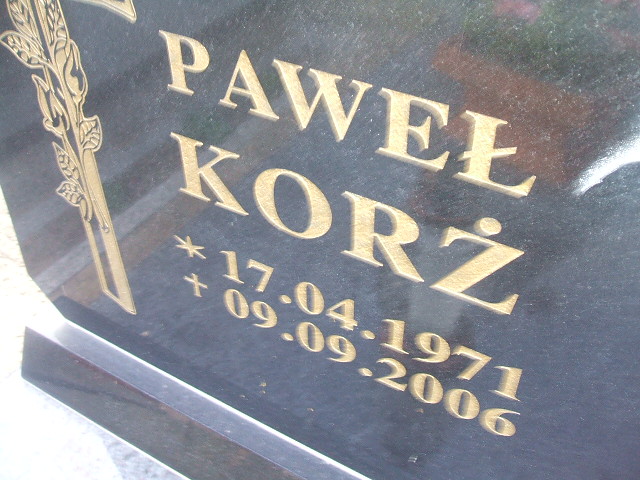 PAWEŁ
KORŻ
* 17.04.1971
† 09.09.2006